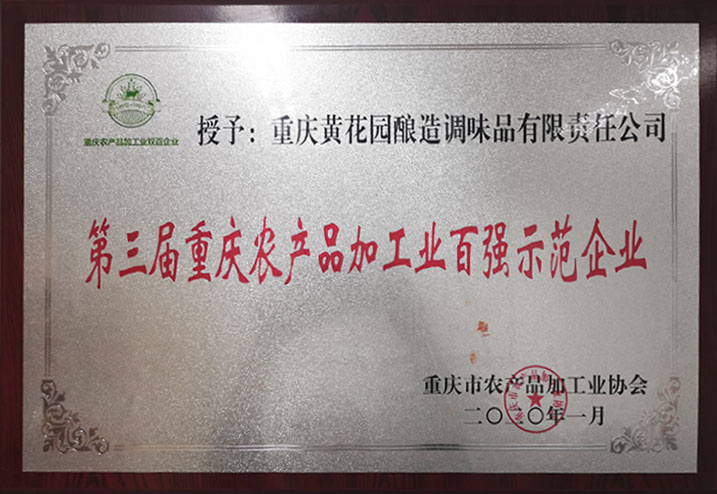 重庆农产品加工业双百企业
授予：重庆黄花园酿造调味品有限责任公司
第三届重庆农产品加工业百强示范企业
重庆市农产品加工业协会
二〇二〇年一月